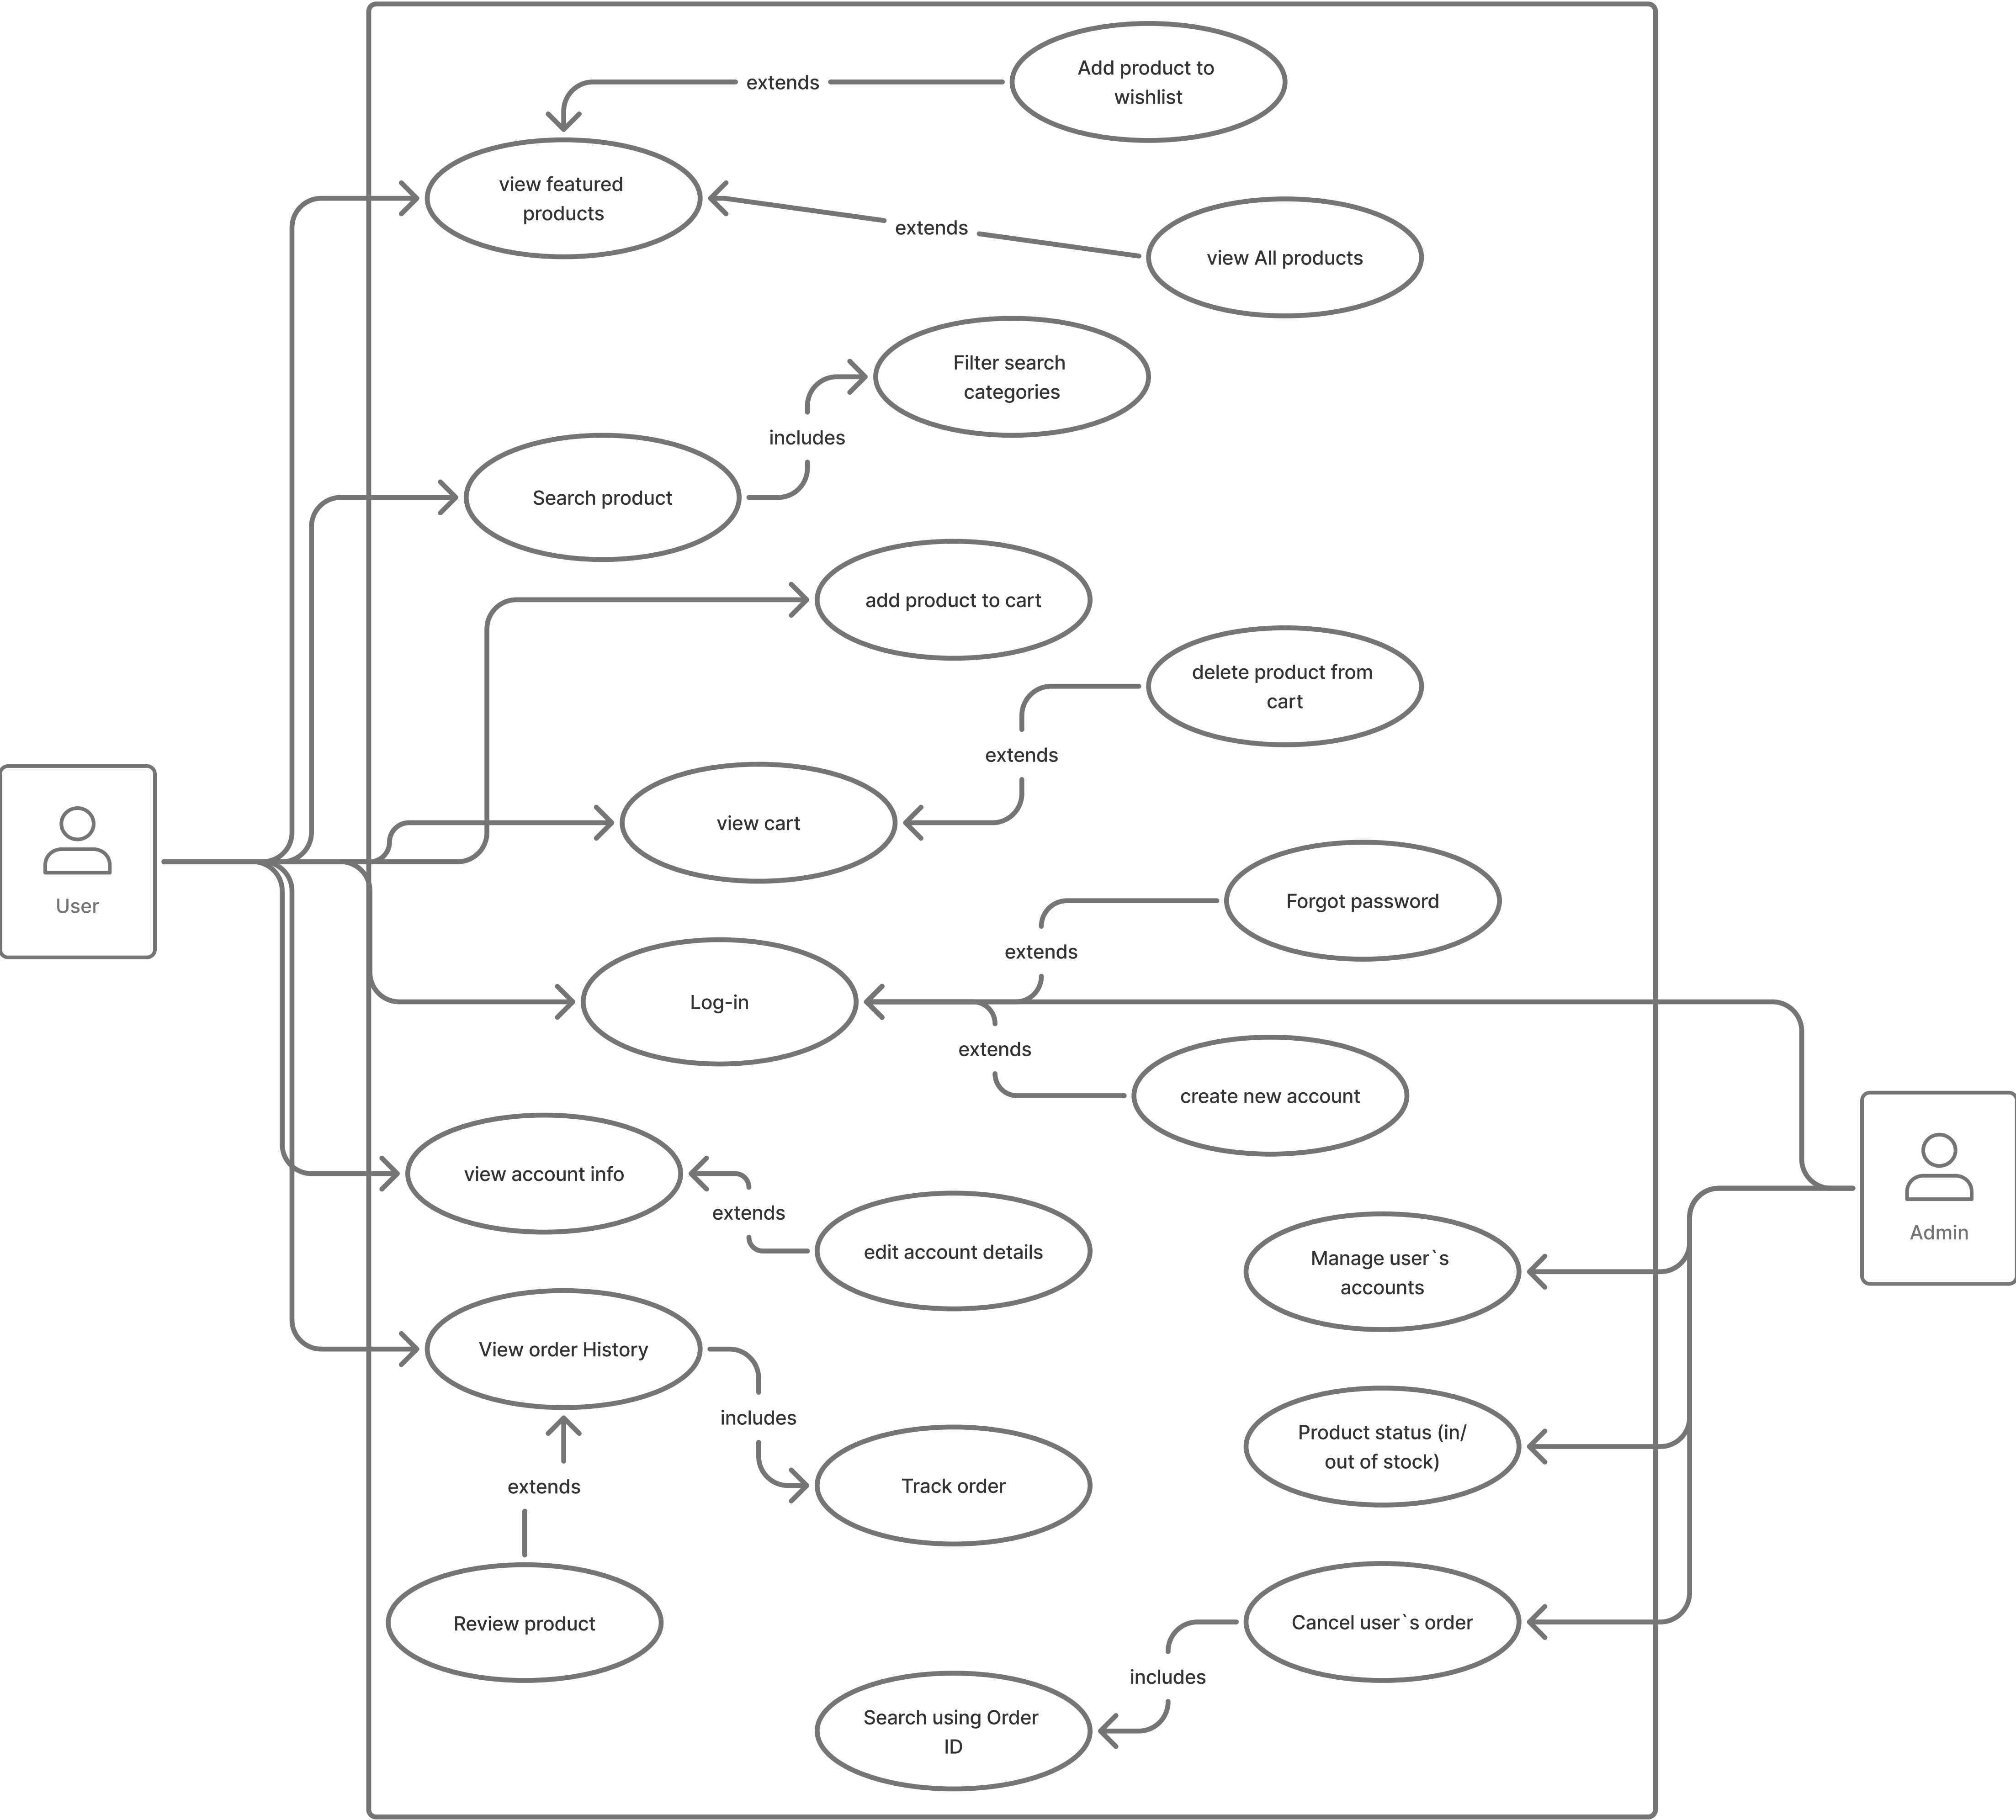 Add product to
wishlist
extends
view featured
products
extends
view All products
Filter search
categories
includes
Search product
add product to cart
delete product from
cart
extends
view cart
User
Forgot password
extends
Log-in
extends
create new account
view account info
extends
edit account details
Admin
Manage user`s
accounts
View order History
includes
Product status (in/
out of stock)
extends
Track order
Review product
Cancel user`s order
includes
Search using Order
ID